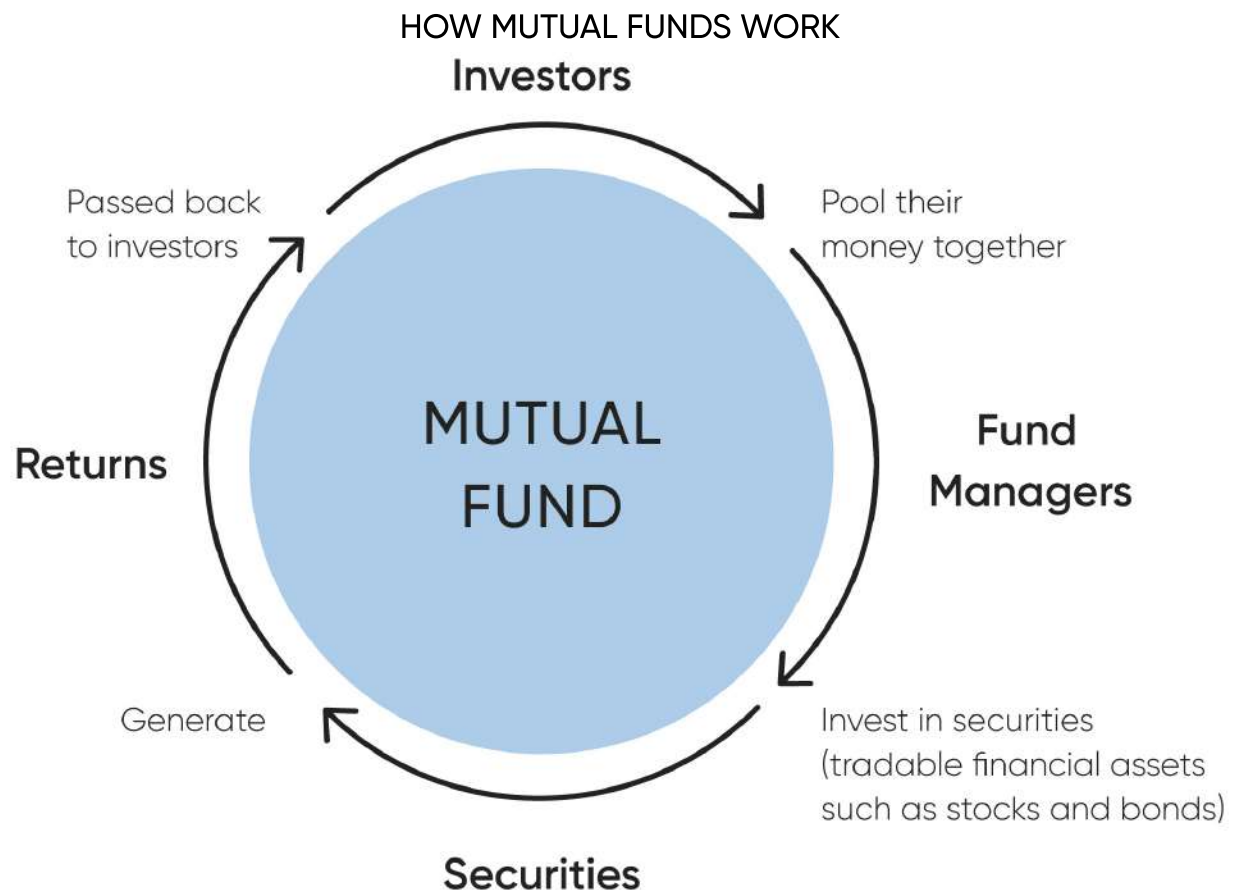 HOW MUTUAL FUNDS WORK
Investors
Passed back
to investors
Pool their
money together
MUTUAL
FUND
Returns
Fund
Managers
Generate
Invest in securities
(tradable financial assets
such as stocks and bonds)
Securities